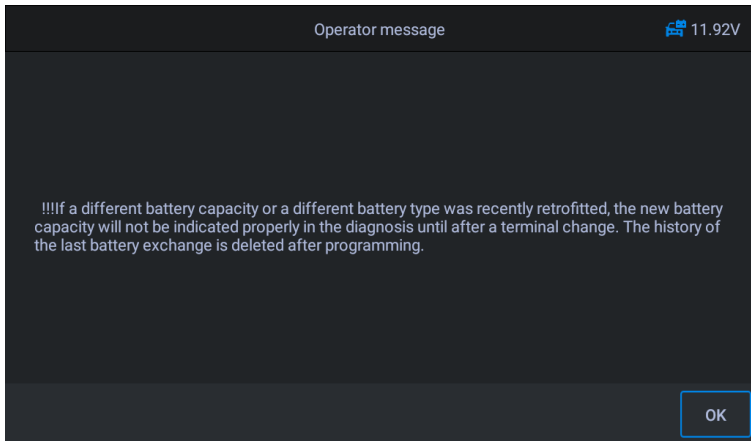 Operator message
11.92V
!!!If a different battery capacity or a different battery type was recently retrofitted, the new battery
capacity will not be indicated properly in the diagnosis until after a terminal change. The history of
the last battery exchange is deleted after programming.
OK